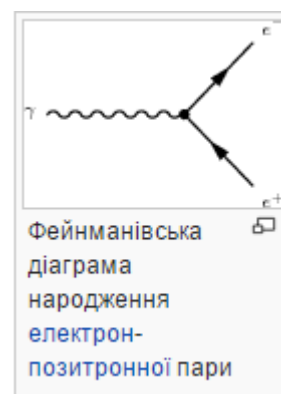 e⁻
γ
e⁺
Фейнманівська
діаграма
народження
електрон-
позитронної пари